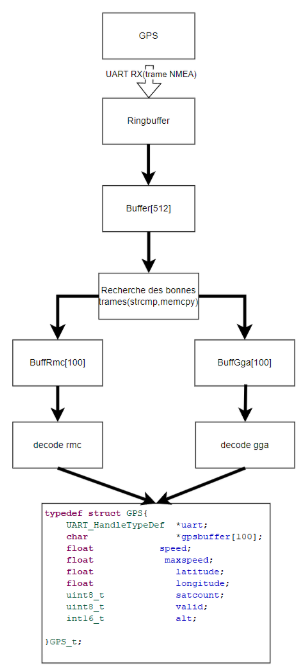 GPS
UART RX(trame NMEA)
Ringbuffer
Buffer[512]
Recherche des bonnes
trames(strcmp,memcpy)
BuffRmc[100]
BuffGga[100]
decode rmc
decode gga
typedef struct GPS{
UART_HandleTypeDef *uart;
char *gpsbuffer[100];
float speed;
float maxspeed;
float latitude;
float longitude;
uint8_t satcount;
uint8_t valid;
int16_t alt;
}GPS_t;